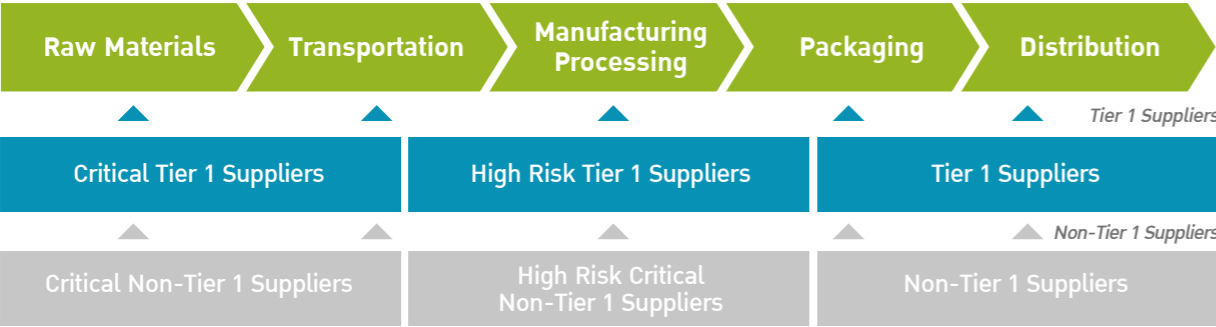 Raw Materials
Transportation
Manufacturing
Processing
Packaging
Distribution
Tier 1 Suppliers
Critical Tier 1 Suppliers
High Risk Tier 1 Suppliers
Tier 1 Suppliers
Non-Tier 1 Suppliers
Critical Non-Tier 1 Suppliers
High Risk Critical
Non-Tier 1 Suppliers
Non-Tier 1 Suppliers